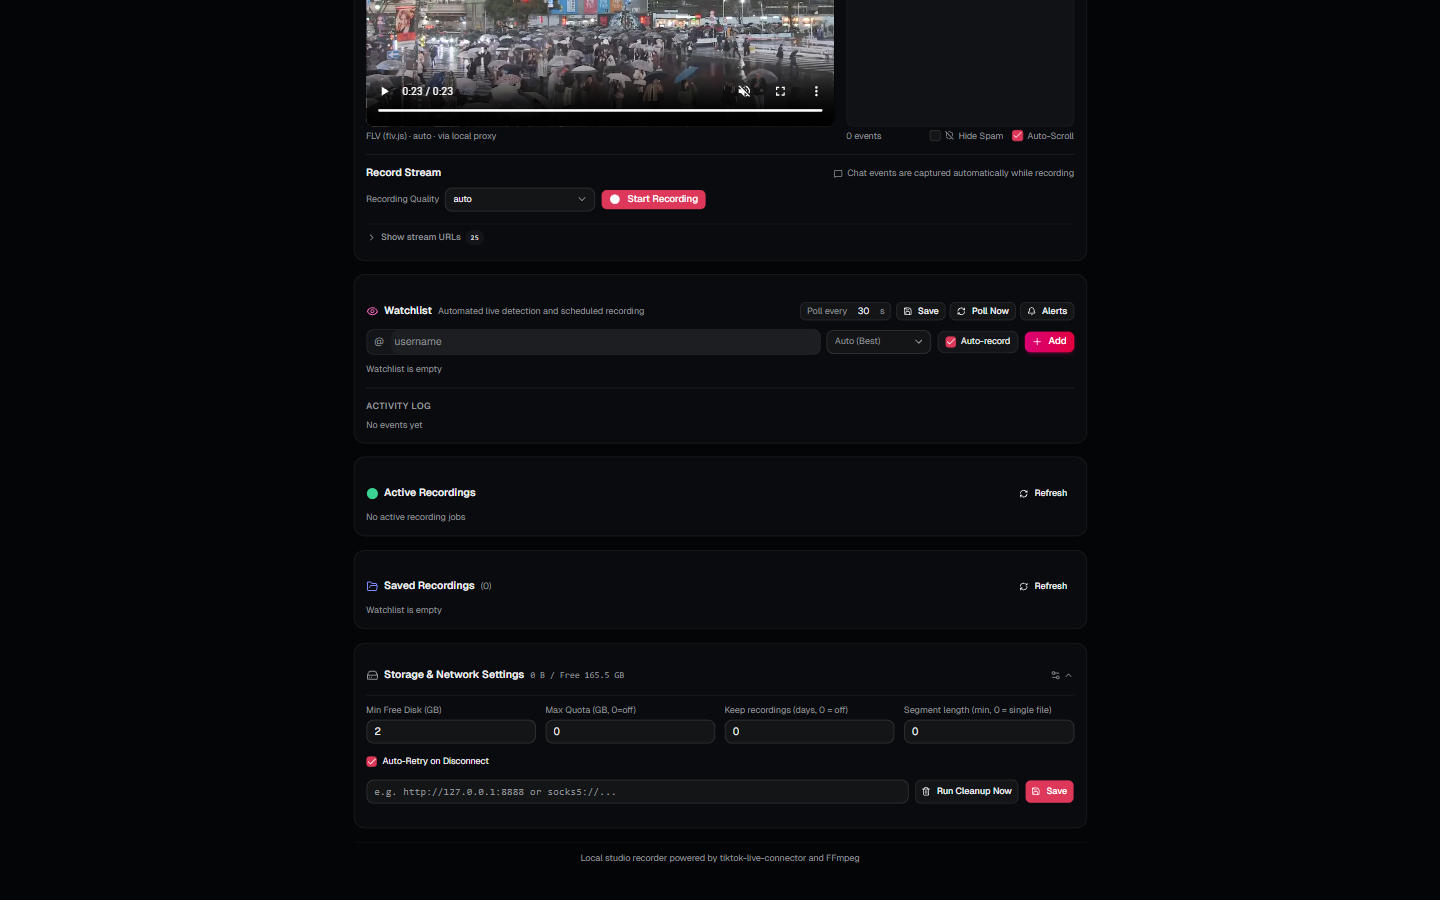 0:23 / 0:23
FLV (flv.js) · auto · via local proxy
0 events
Hide Spam
Auto-Scroll
Record Stream
Chat events are captured automatically while recording
Recording Quality
auto
Start Recording
Show stream URLs 25
Watchlist Automated live detection and scheduled recording
Poll every 30 s
Save
Poll Now
Alerts
@ username
Auto (Best)
Auto-record
Add
Watchlist is empty
ACTIVITY LOG
No events yet
Active Recordings
Refresh
No active recording jobs
Saved Recordings (0)
Refresh
Watchlist is empty
Storage & Network Settings 0 B / Free 165.5 GB
Min Free Disk (GB)
Max Quota (GB, 0=off)
Keep recordings (days, 0 = off)
Segment length (min, 0 = single file)
2
0
0
0
Auto-Retry on Disconnect
e.g. http://127.0.0.1:8888 or socks5://...
Run Cleanup Now
Save
Local studio recorder powered by tiktok-live-connector and FFmpeg